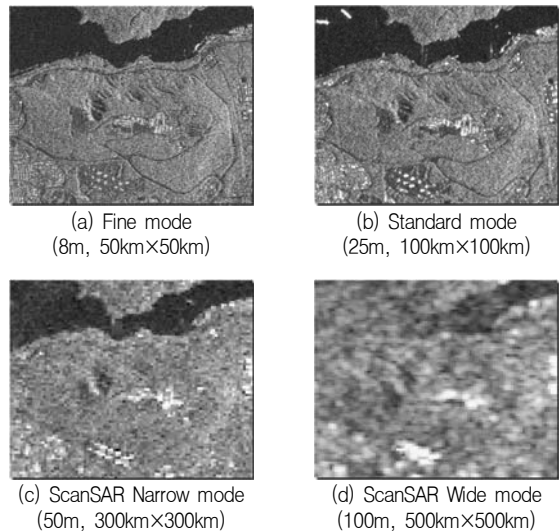 (a) Fine mode
(8m, 50km×50km)
(b) Standard mode
(25m, 100km×100km)
(c) ScanSAR Narrow mode
(50m, 300km×300km)
(d) ScanSAR Wide mode
(100m, 500km×500km)